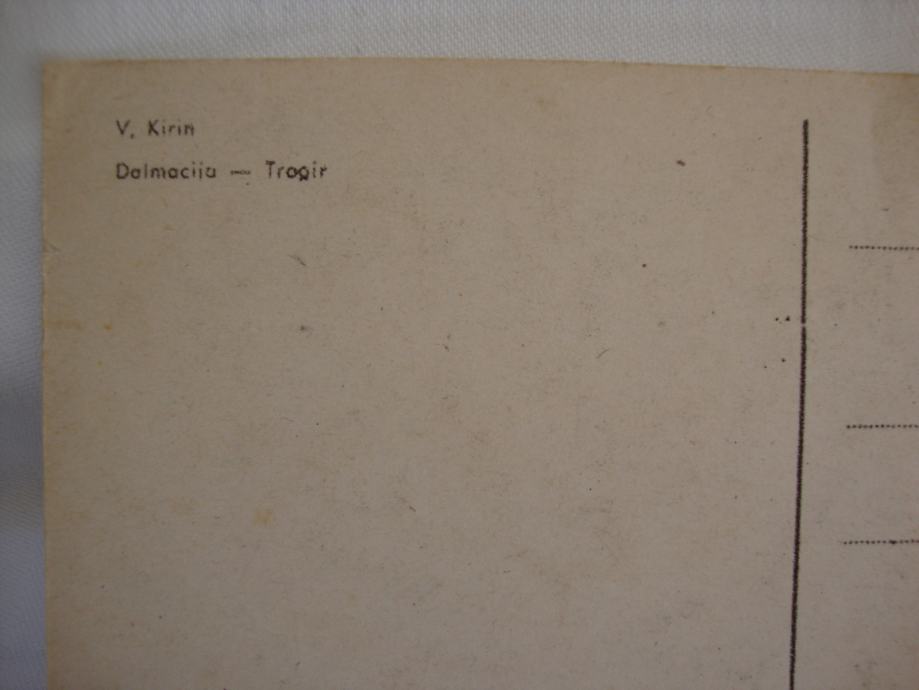 V. Kirin
Dalmacija — Trogir